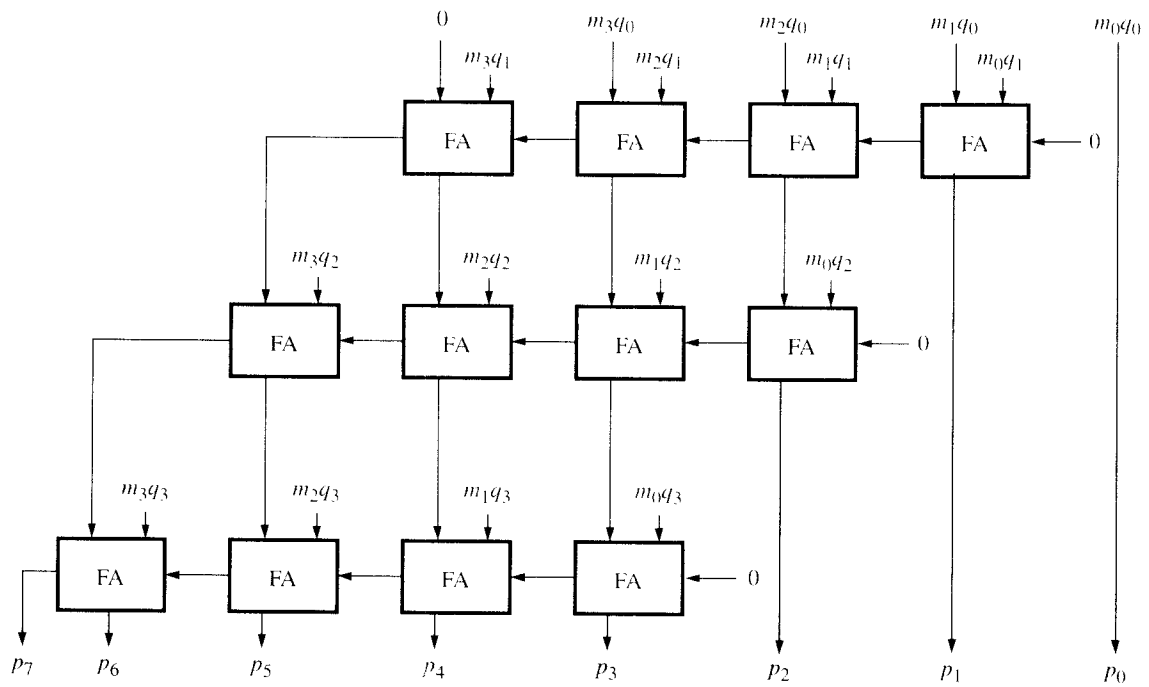 0 m₃q₀ m₂q₀ m₁q₀ m₀q₀
m₃q₁ m₂q₁ m₁q₁ m₀q₁
FA FA FA FA 0
m₃q₂ m₂q₂ m₁q₂ m₀q₂
FA FA FA FA 0
m₃q₃ m₂q₃ m₁q₃ m₀q₃
FA FA FA FA 0
p₇ p₆ p₅ p₄ p₃ p₂ p₁ p₀